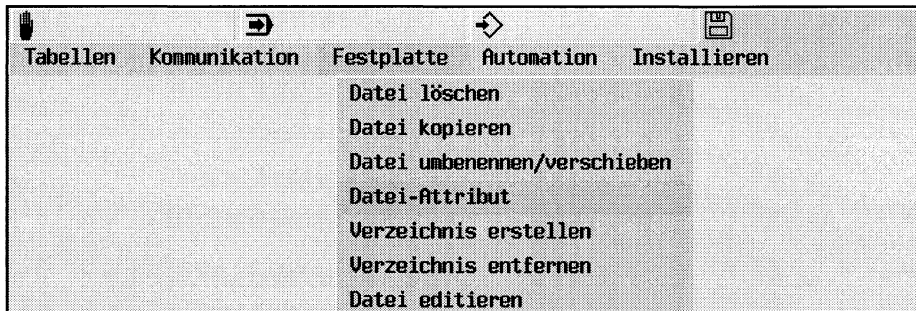 Tabellen Kommunikation Festplatte Automation Installieren
Datei löschen
Datei kopieren
Datei umbenennen/verschieben
Datei-Attribut
Verzeichnis erstellen
Verzeichnis entfernen
Datei editieren